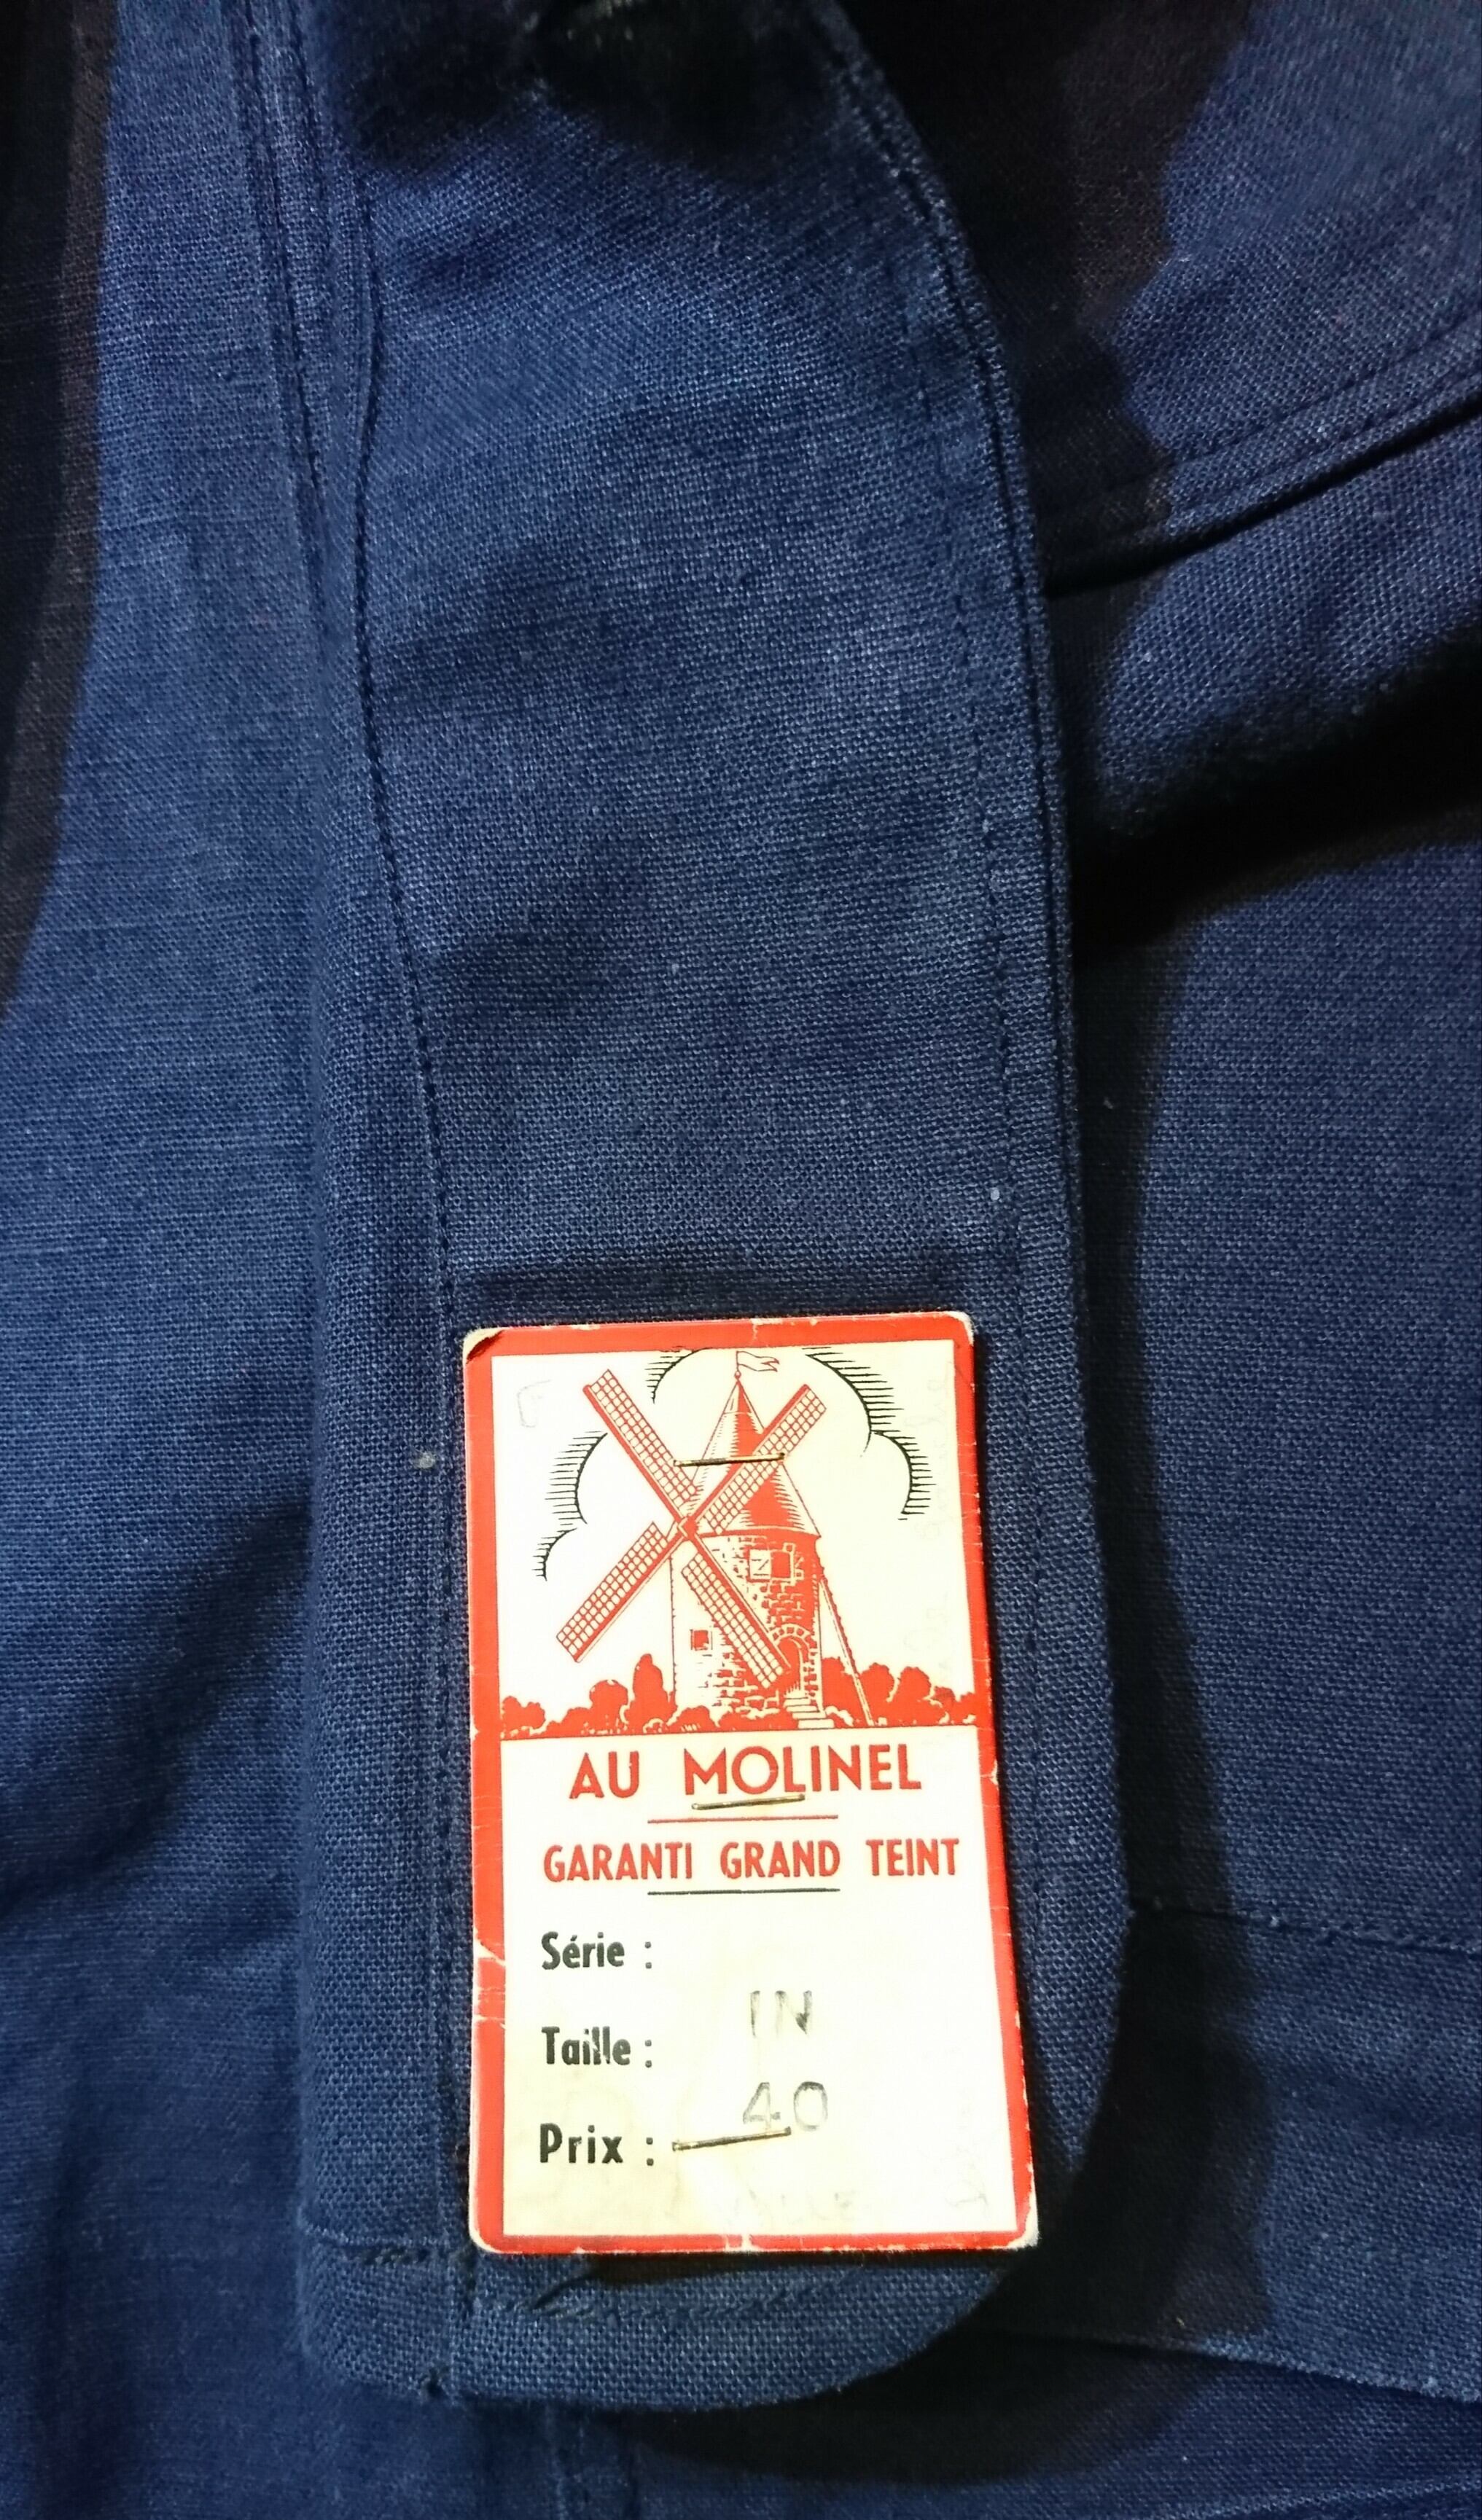 AU MOLINEL
GARANTI GRAND TEINT
Série :
IN
Taille :
40
Prix :